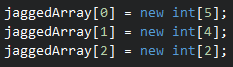 jaggedArray[0] = new int[5];
jaggedArray[1] = new int[4];
jaggedArray[2] = new int[2];